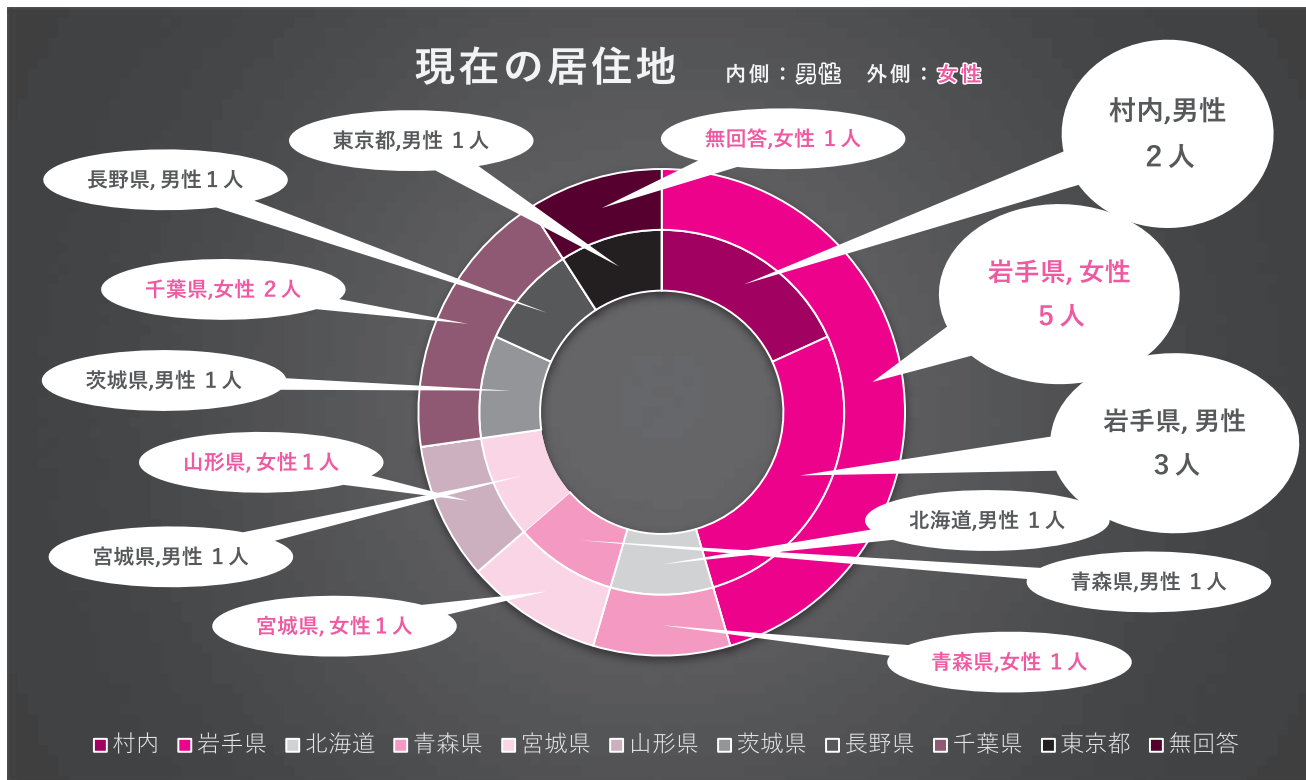 現在の居住地
内側：男性　外側：女性
村内,男性
2人
無回答,女性 1人
東京都,男性 1人
長野県, 男性1人
岩手県, 女性
5人
千葉県,女性 2人
茨城県,男性 1人
岩手県, 男性
3人
山形県, 女性1人
北海道,男性 1人
宮城県,男性 1人
青森県,男性 1人
宮城県, 女性1人
青森県,女性 1人
村内 岩手県 北海道 青森県 宮城県 山形県 茨城県 長野県 千葉県 東京都 無回答